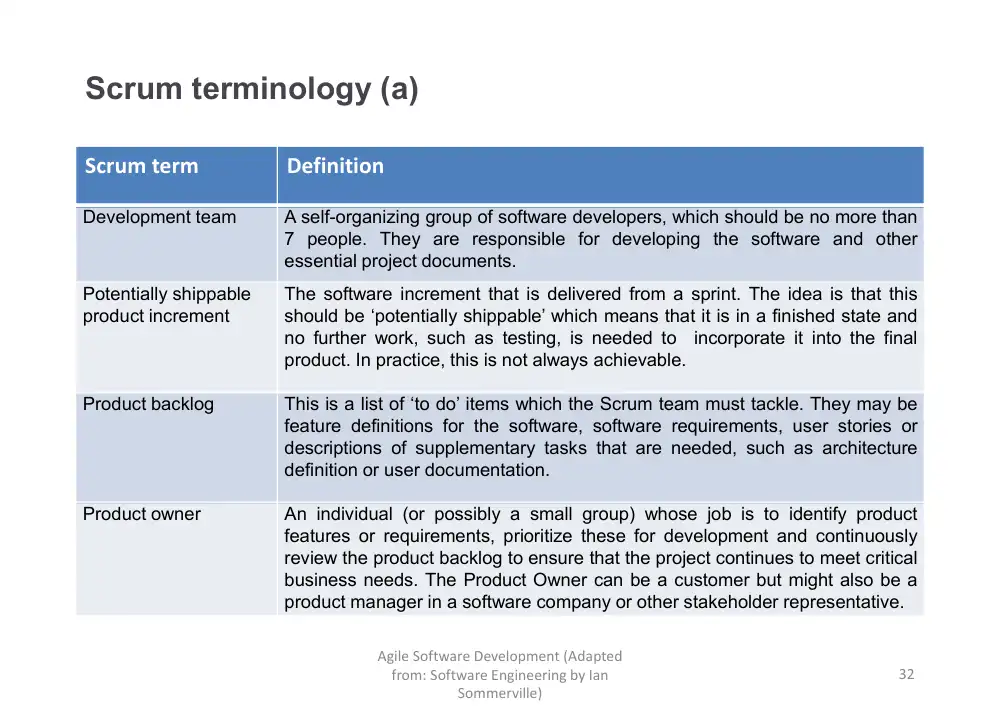 Scrum terminology (a)
Scrum term
Definition
Development team
A self-organizing group of software developers, which should be no more than
7 people. They are responsible for developing the software and other
essential project documents.
Potentially shippable
product increment
The software increment that is delivered from a sprint. The idea is that this
should be ‘potentially shippable’ which means that it is in a finished state and
no further work, such as testing, is needed to incorporate it into the final
product. In practice, this is not always achievable.
Product backlog
This is a list of ‘to do’ items which the Scrum team must tackle. They may be
feature definitions for the software, software requirements, user stories or
descriptions of supplementary tasks that are needed, such as architecture
definition or user documentation.
Product owner
An individual (or possibly a small group) whose job is to identify product
features or requirements, prioritize these for development and continuously
review the product backlog to ensure that the project continues to meet critical
business needs. The Product Owner can be a customer but might also be a
product manager in a software company or other stakeholder representative.
Agile Software Development (Adapted
from: Software Engineering by Ian
Sommerville)
32